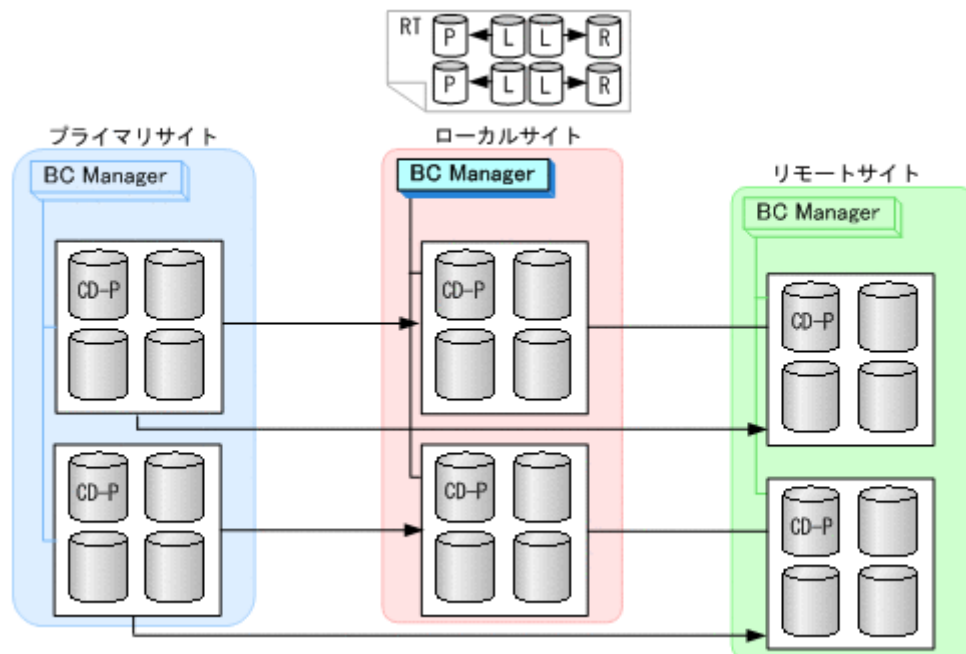 RT P L L R
P L L R
プライマリサイト
ローカルサイト
リモートサイト
BC Manager
BC Manager
BC Manager
CD-P
CD-P
CD-P
CD-P
CD-P
CD-P